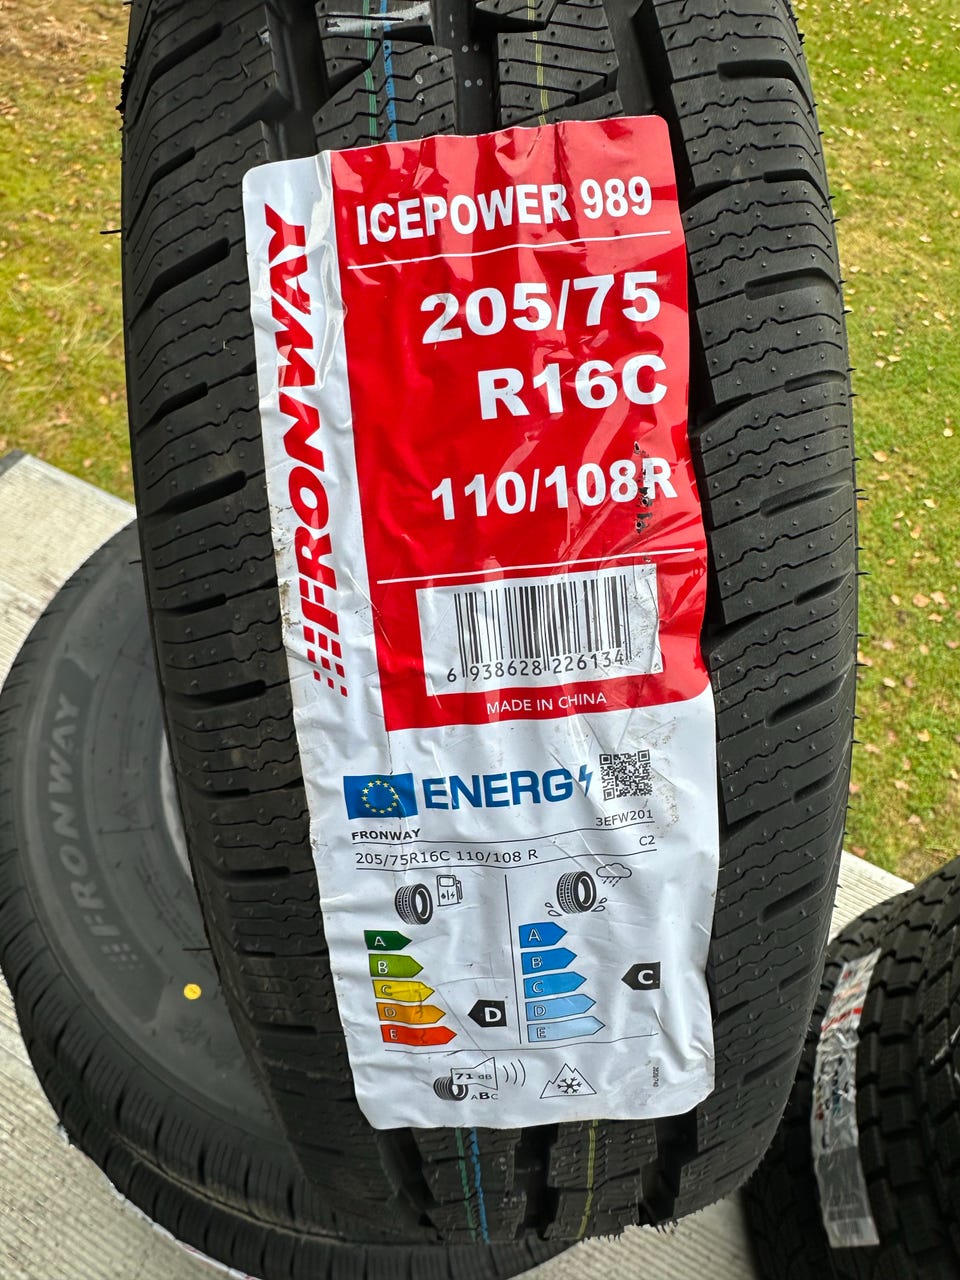 FRONWAY
ICEPOWER 989
205/75
R16C
110/108R
6 938628 226134
MADE IN CHINA
ENERG
FRONWAY
3EFW201
205/75R16C 110/108 R
C2
A
B
C
D
E
D
A
B
C
D
E
C
71 dB
ABC
FRONWAY